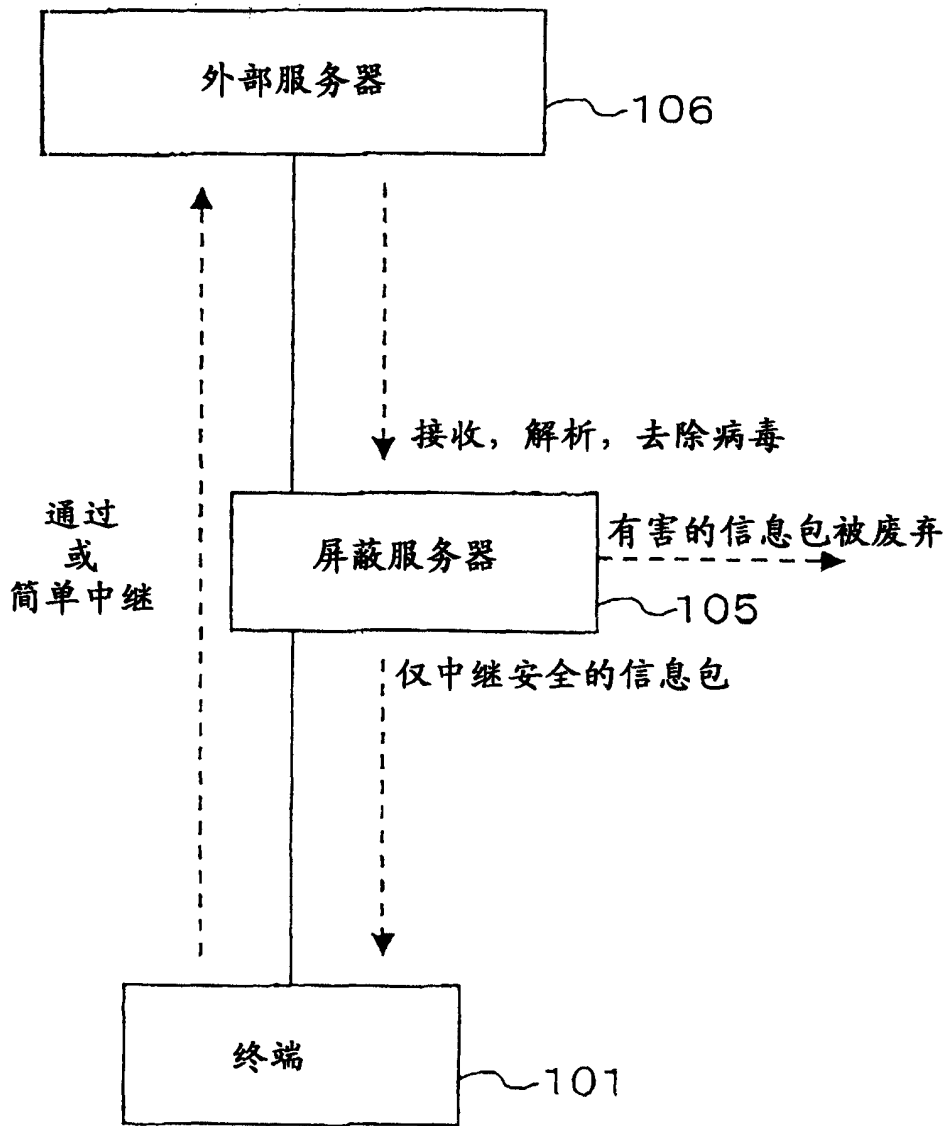 外部服务器
106
接收，解析，去除病毒
通过
或
简单中继
屏蔽服务器
有害的信息包被废弃
105
仅中继安全的信息包
终端
101